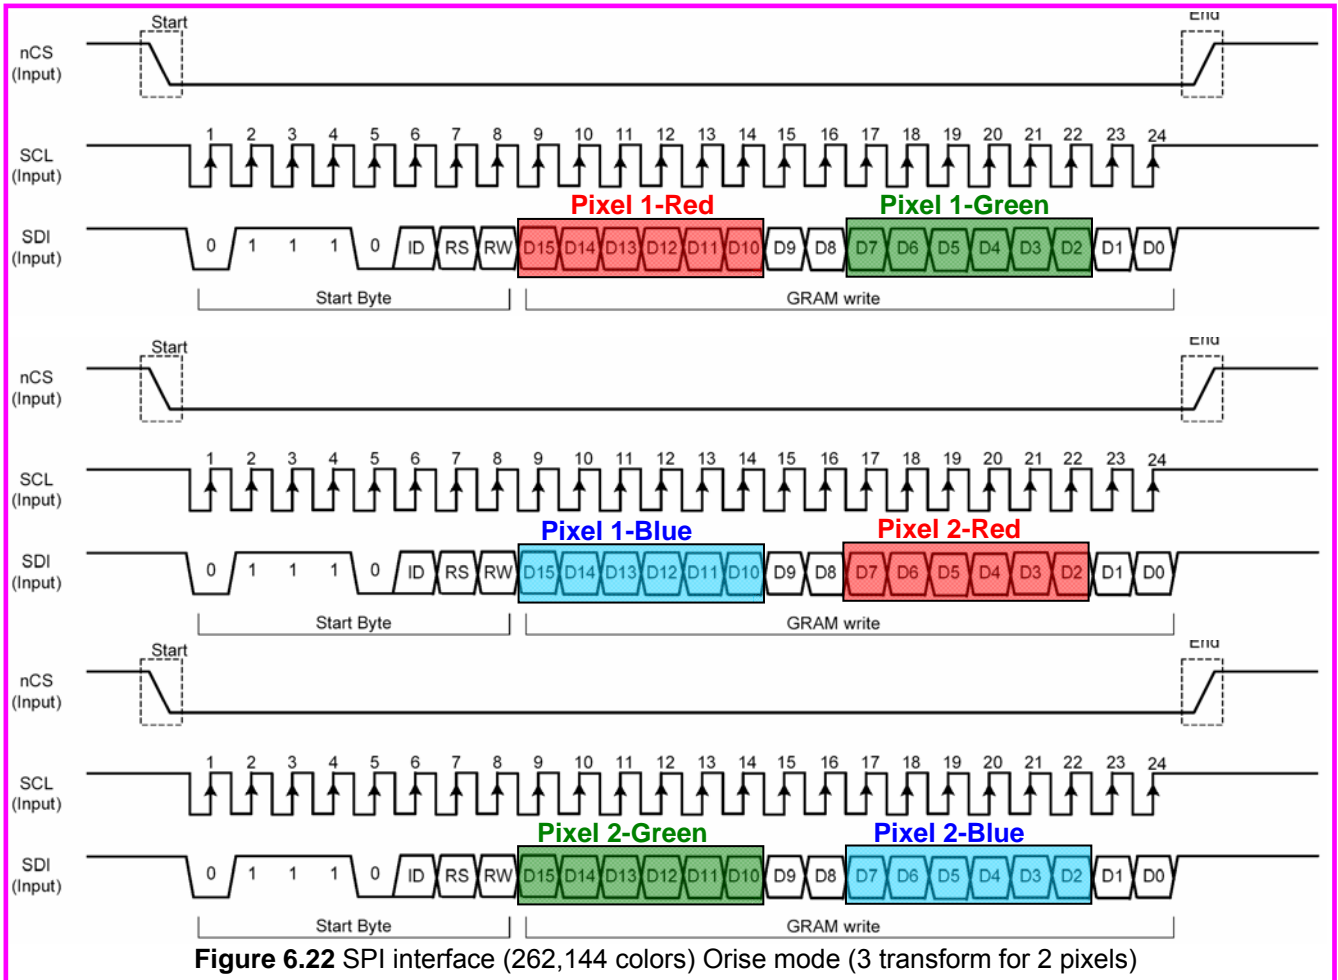 Start End
nCS
(Input)
1 2 3 4 5 6 7 8 9 10 11 12 13 14 15 16 17 18 19 20 21 22 23 24
SCL
(Input)
Pixel 1-Red Pixel 1-Green
SDI
(Input)
0 1 1 1 0 ID RS RW D15 D14 D13 D12 D11 D10 D9 D8 D7 D6 D5 D4 D3 D2 D1 D0
Start Byte GRAM write
Start End
nCS
(Input)
1 2 3 4 5 6 7 8 9 10 11 12 13 14 15 16 17 18 19 20 21 22 23 24
SCL
(Input)
Pixel 1-Blue Pixel 2-Red
SDI
(Input)
0 1 1 1 0 ID RS RW D15 D14 D13 D12 D11 D10 D9 D8 D7 D6 D5 D4 D3 D2 D1 D0
Start Byte GRAM write
Start End
nCS
(Input)
1 2 3 4 5 6 7 8 9 10 11 12 13 14 15 16 17 18 19 20 21 22 23 24
SCL
(Input)
Pixel 2-Green Pixel 2-Blue
SDI
(Input)
0 1 1 1 0 ID RS RW D15 D14 D13 D12 D11 D10 D9 D8 D7 D6 D5 D4 D3 D2 D1 D0
Start Byte GRAM write
Figure 6.22 SPI interface (262,144 colors) Orise mode (3 transform for 2 pixels)